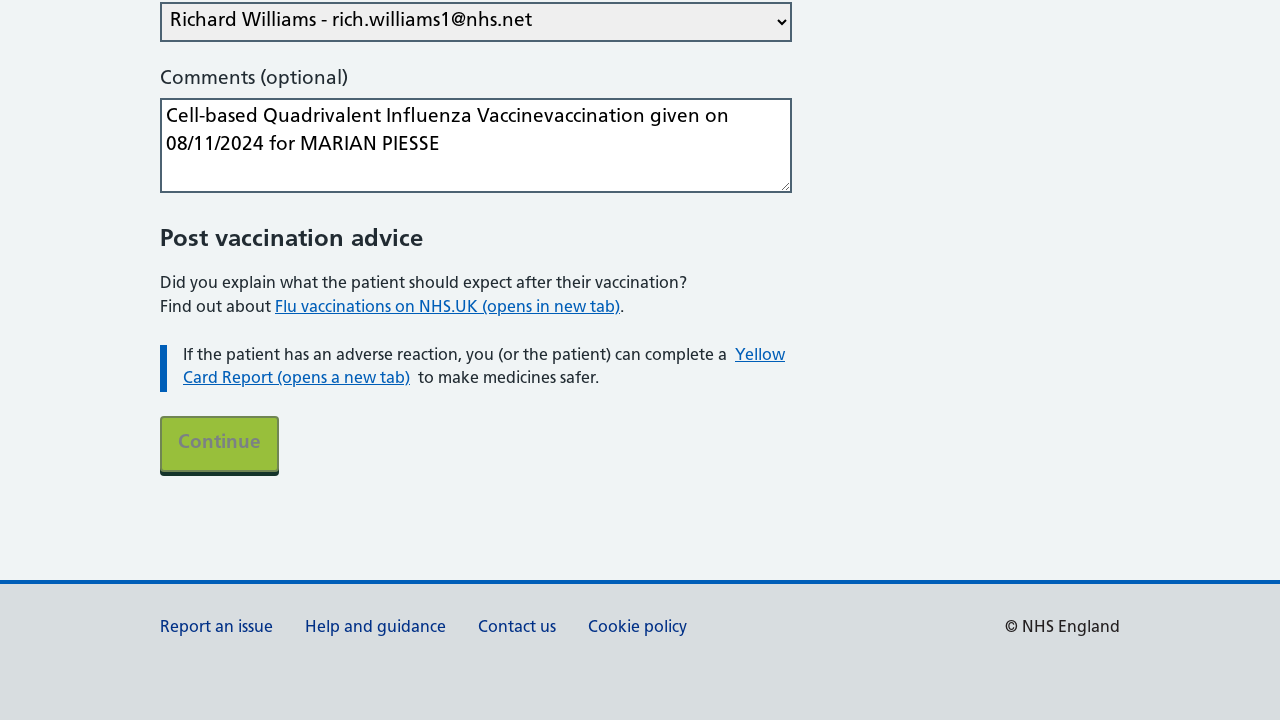 Richard Williams - rich.williams1@nhs.net
Comments (optional)
Cell-based Quadrivalent Influenza Vaccinevaccination given on
08/11/2024 for MARIAN PIESSE
Post vaccination advice
Did you explain what the patient should expect after their vaccination?
Find out about Flu vaccinations on NHS.UK (opens in new tab).
If the patient has an adverse reaction, you (or the patient) can complete a Yellow
Card Report (opens a new tab) to make medicines safer.
Continue
Report an issue Help and guidance Contact us Cookie policy © NHS England